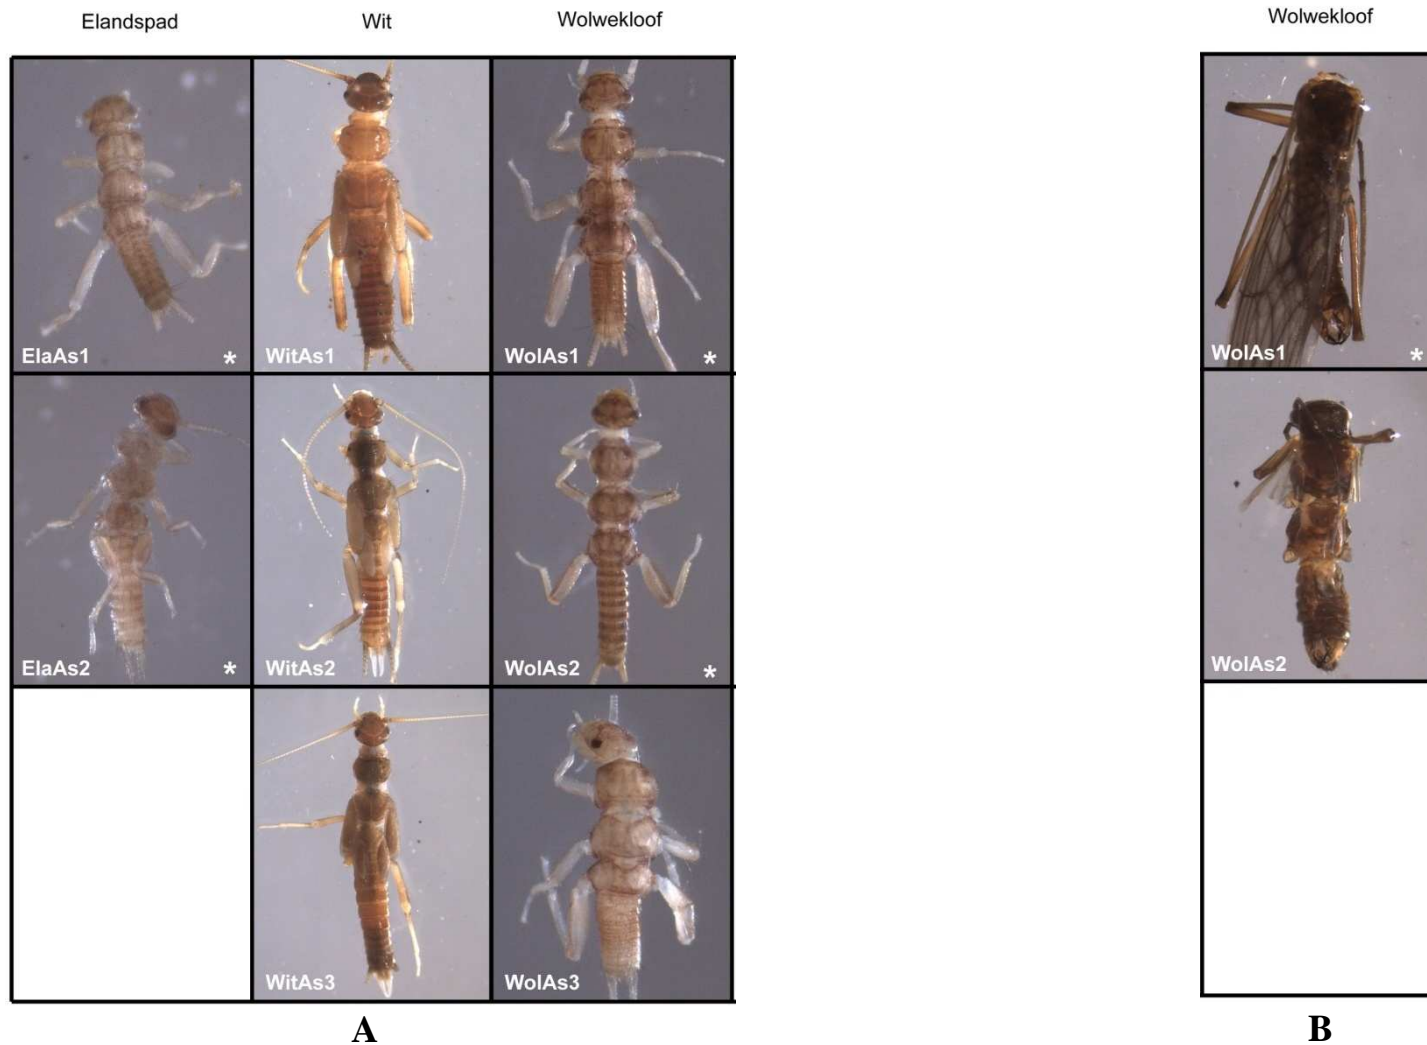 Elandspad Wit Wolwekloof
Wolwekloof
ElaAs1 * WitAs1 WolAs1 *
WolAs1 *
ElaAs2 * WitAs2 WolAs2 *
WolAs2
WitAs3 WolAs3
A
B